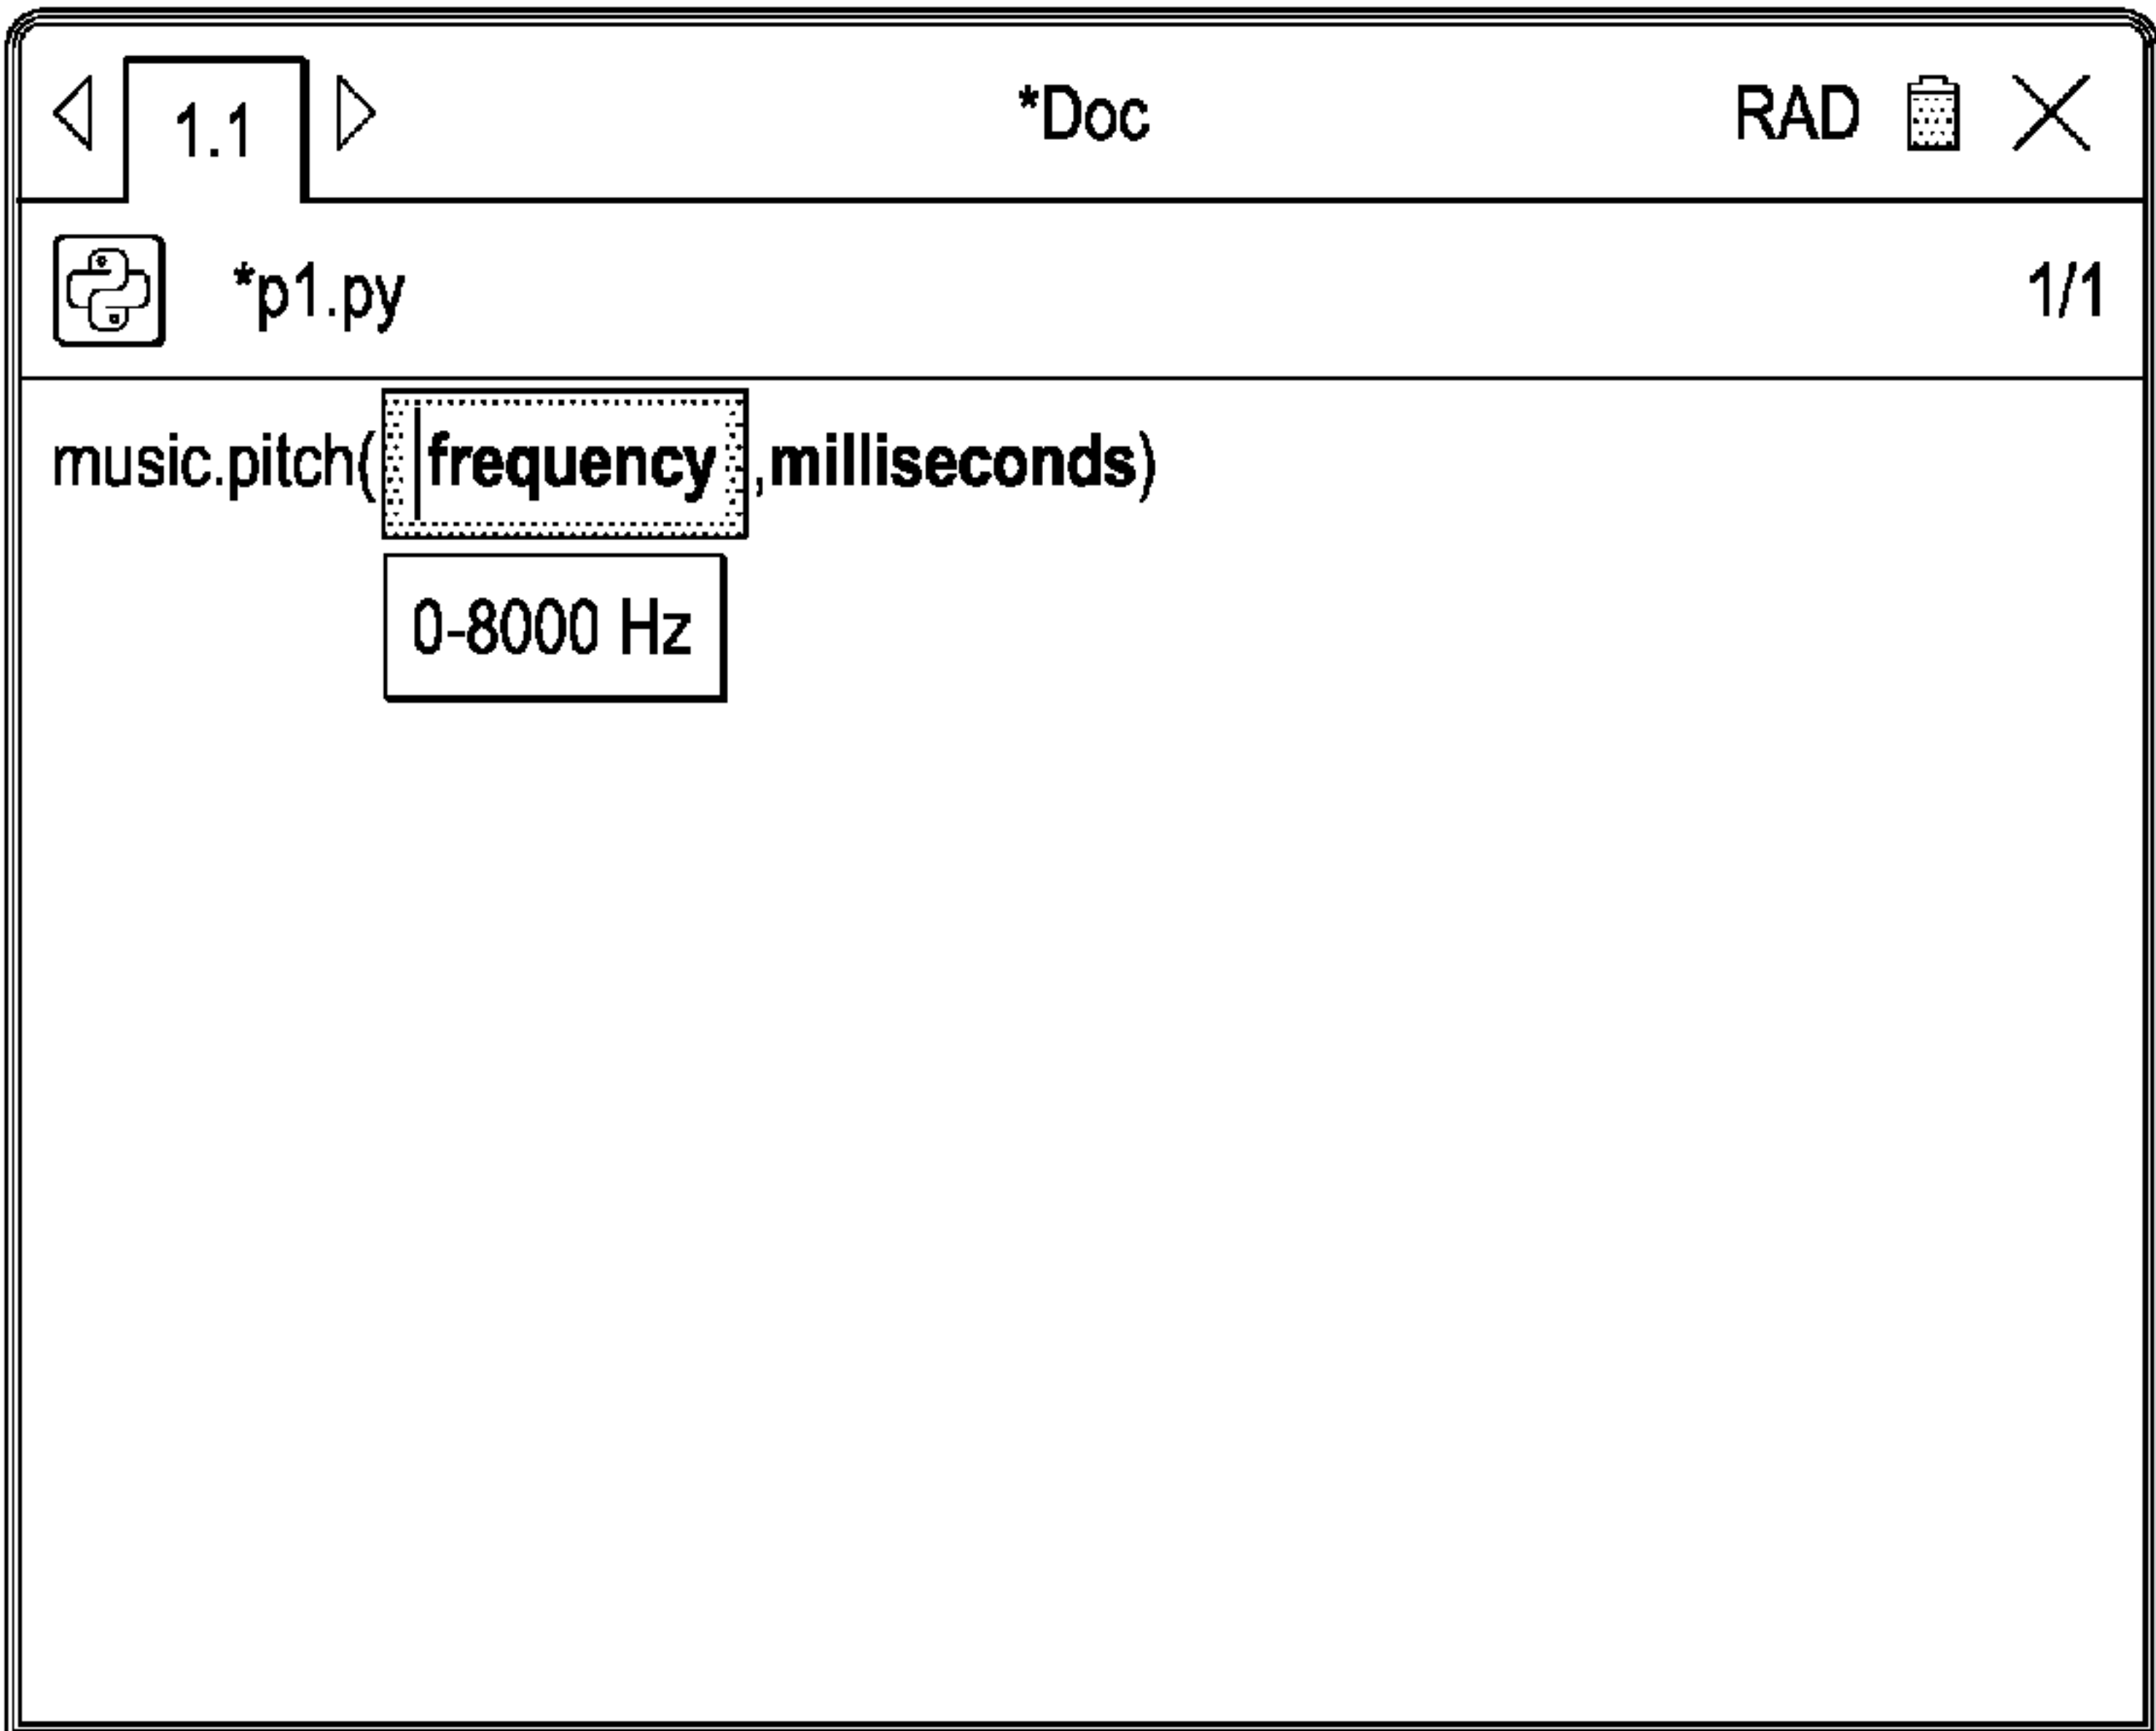 1.1 *Doc RAD
*p1.py 1/1
music.pitch(frequency,milliseconds)
0-8000 Hz